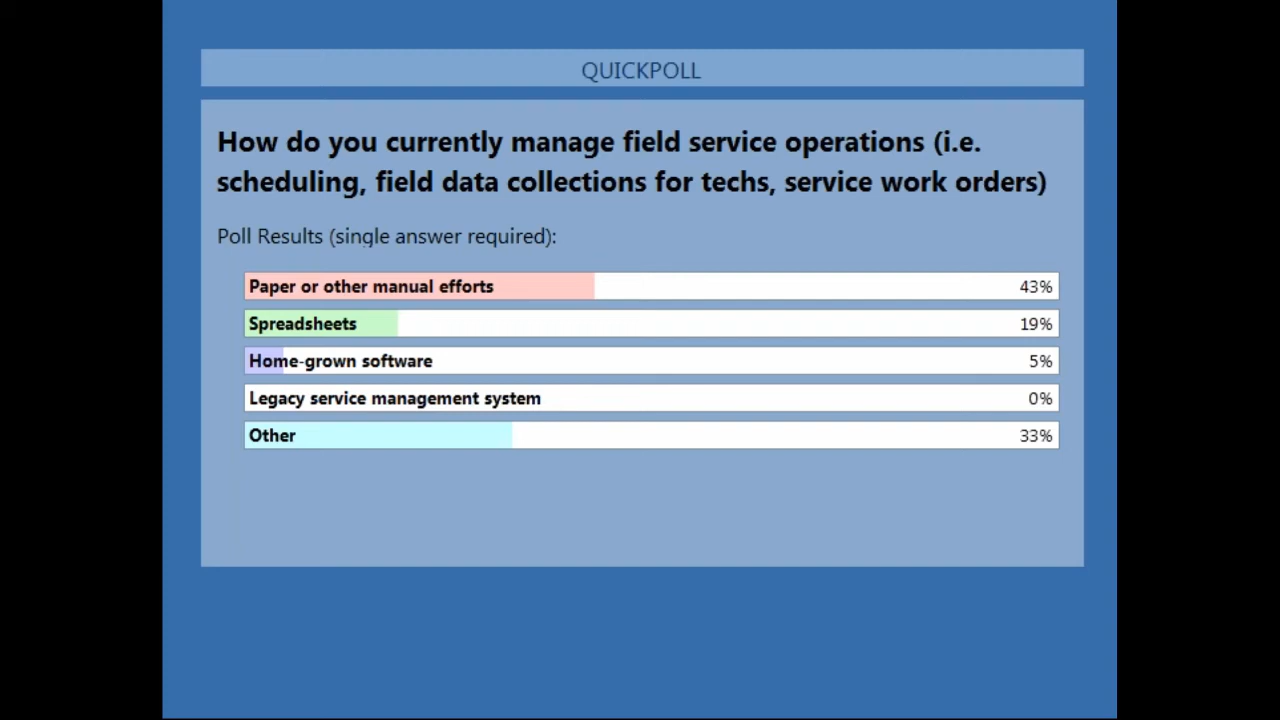 QUICKPOLL
How do you currently manage field service operations (i.e.
scheduling, field data collections for techs, service work orders)
Poll Results (single answer required):
Paper or other manual efforts 43%
Spreadsheets 19%
Home-grown software 5%
Legacy service management system 0%
Other 33%